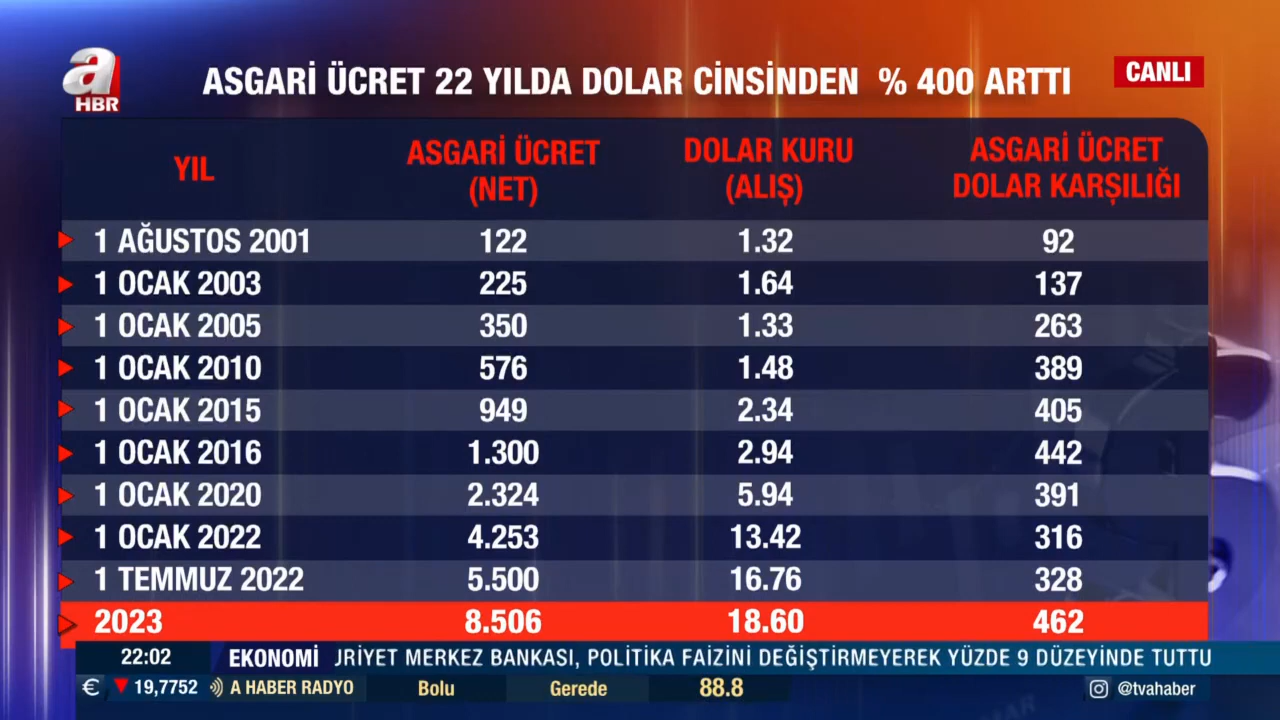 a
HBR
ASGARİ ÜCRET 22 YILDA DOLAR CİNSİNDEN % 400 ARTTI
CANLI
YIL ASGARİ ÜCRET (NET) DOLAR KURU (ALIŞ) ASGARİ ÜCRET DOLAR KARŞILIĞI
1 AĞUSTOS 2001 122 1.32 92
1 OCAK 2003 225 1.64 137
1 OCAK 2005 350 1.33 263
1 OCAK 2010 576 1.48 389
1 OCAK 2015 949 2.34 405
1 OCAK 2016 1.300 2.94 442
1 OCAK 2020 2.324 5.94 391
1 OCAK 2022 4.253 13.42 316
1 TEMMUZ 2022 5.500 16.76 328
2023 8.506 18.60 462
22:02 EKONOMİ JRİYET MERKEZ BANKASI, POLİTİKA FAİZİNİ DEĞİŞTİRMEYEREK YÜZDE 9 DÜZEYİNDE TUTTU
€ 19,7752 A HABER RADYO Bolu Gerede 88.8 @tvahaber